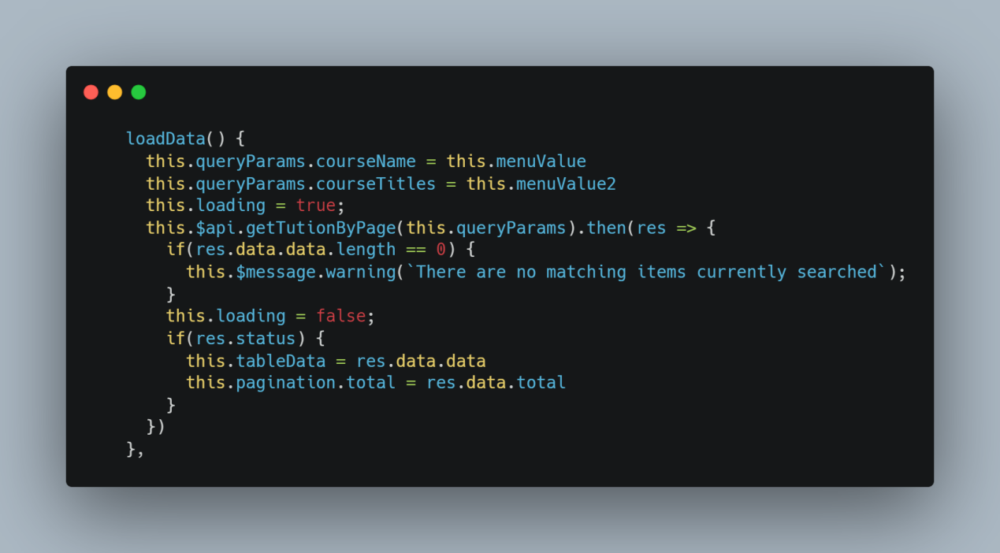 loadData() {
  this.queryParams.courseName = this.menuValue
  this.queryParams.courseTitles = this.menuValue2
  this.loading = true;
  this.$api.getTutionByPage(this.queryParams).then(res => {
    if(res.data.data.length == 0) {
      this.$message.warning(`There are no matching items currently searched`);
    }
    this.loading = false;
    if(res.status) {
      this.tableData = res.data.data
      this.pagination.total = res.data.total
    }
  })
},